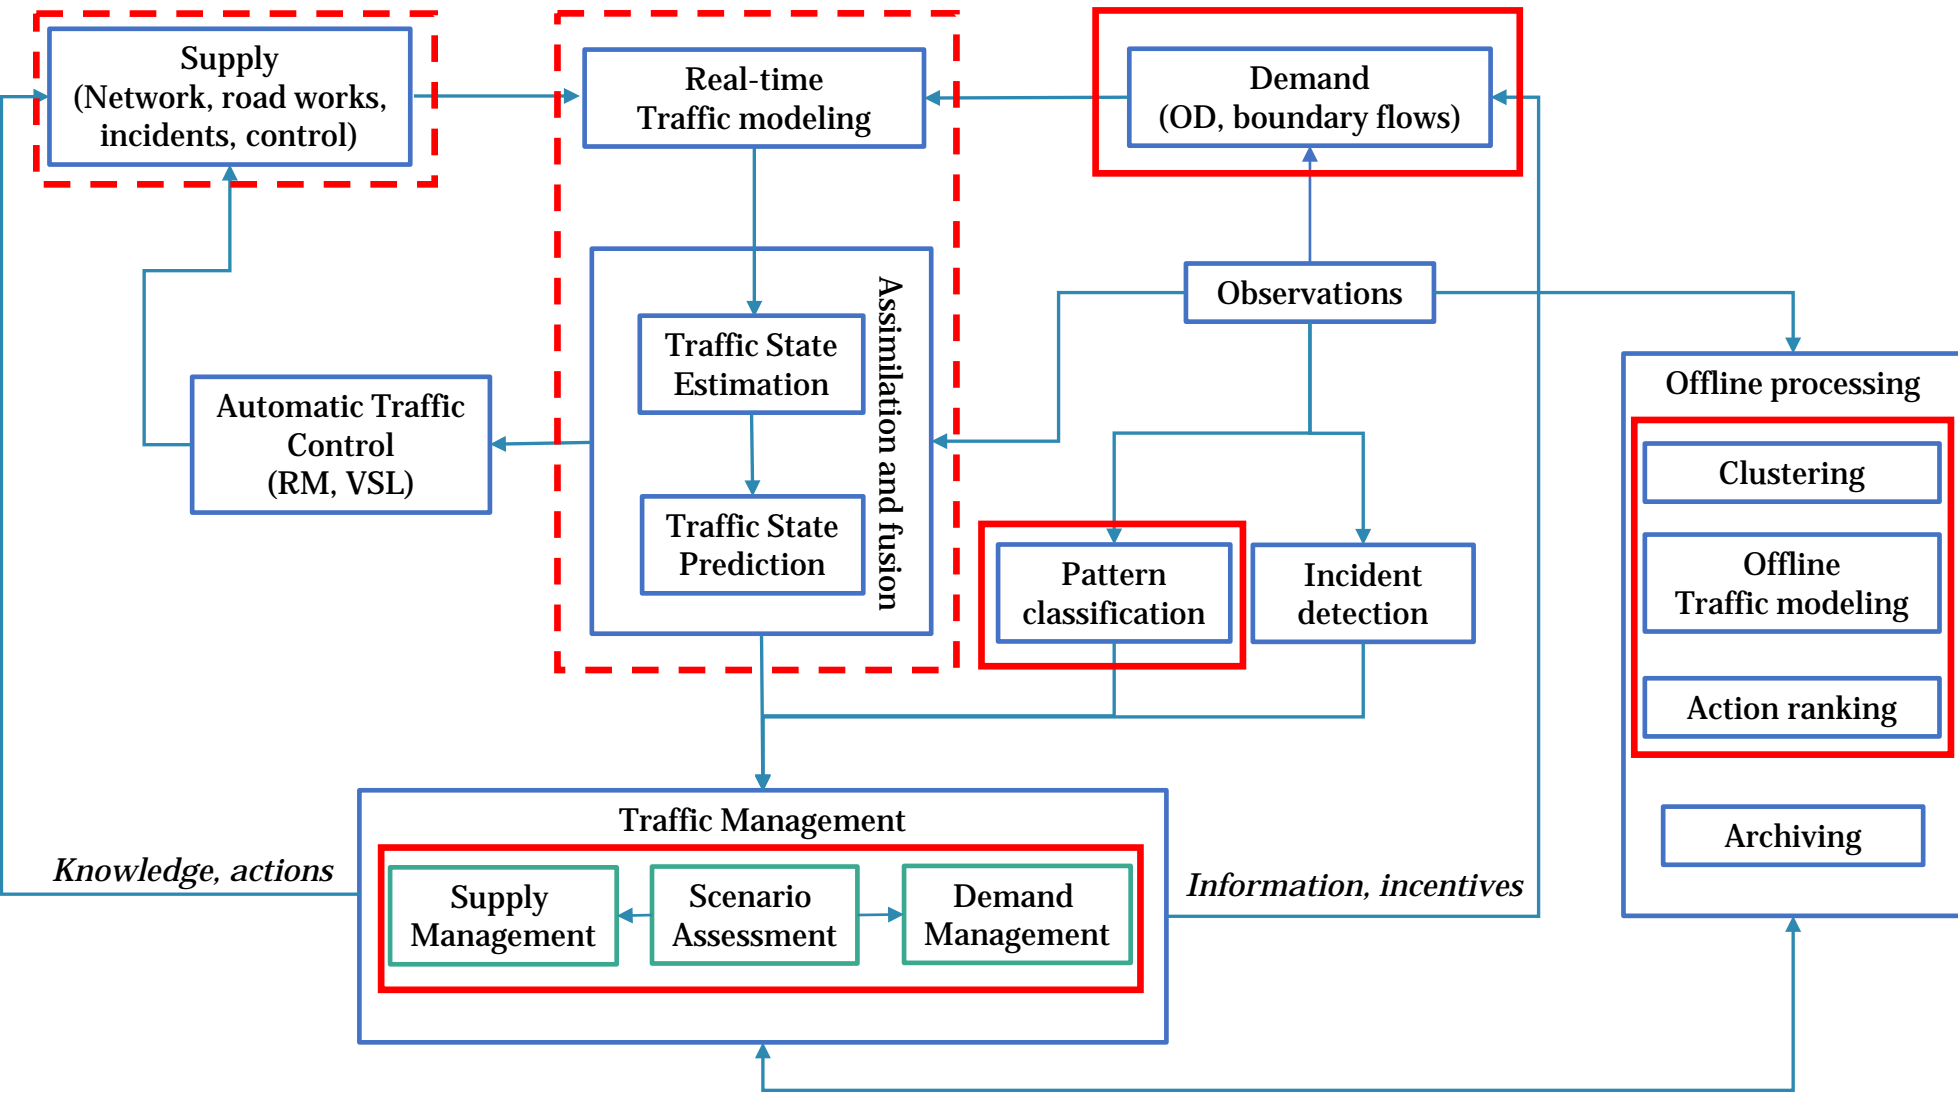 Supply
(Network, road works,
incidents, control)
Real-time
Traffic modeling
Demand
(OD, boundary flows)
Observations
Assimilation and fusion
Traffic State
Estimation
Traffic State
Prediction
Automatic Traffic
Control
(RM, VSL)
Pattern
classification
Incident
detection
Offline processing
Clustering
Offline
Traffic modeling
Action ranking
Archiving
Traffic Management
Knowledge, actions
Supply
Management
Scenario
Assessment
Demand
Management
Information, incentives